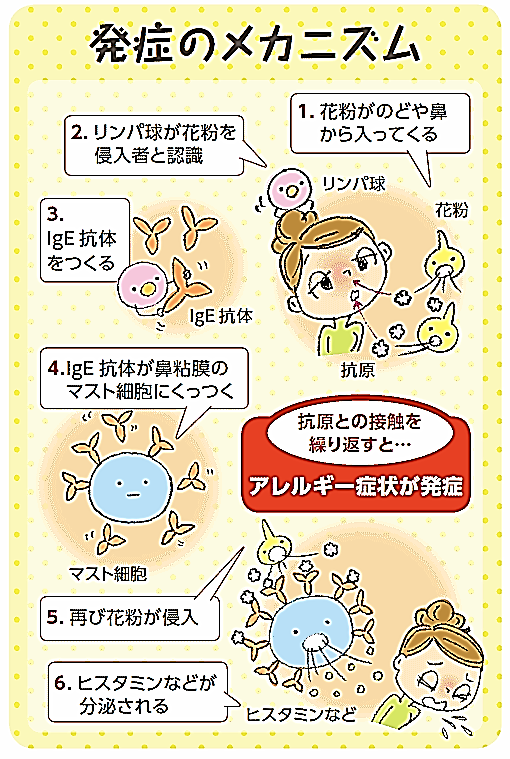 発症のメカニズム
1. 花粉がのどや鼻
から入ってくる
2. リンパ球が花粉を
侵入者と認識
リンパ球
花粉
3.
IgE 抗体
をつくる
IgE 抗体
抗原
4.IgE 抗体が鼻粘膜の
マスト細胞にくっつく
抗原との接触を
繰り返すと…
アレルギー症状が発症
マスト細胞
5. 再び花粉が侵入
6. ヒスタミンなどが
分泌される
ヒスタミンなど